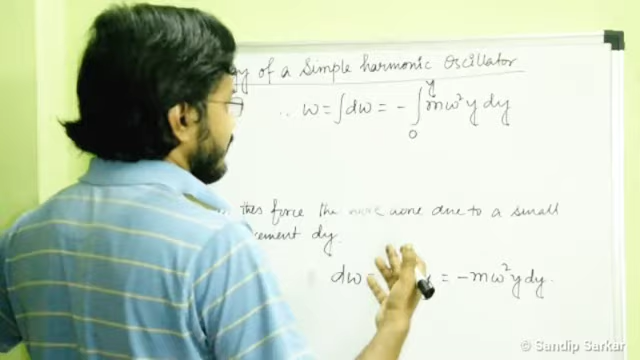 of a Simple harmonic Oscillator
∴ W = ∫dW = - ∫₀ʸ mω²y dy
this force the work done due to a small
dy.
dW = = -mω²y dy.
© Sandip Sarkar